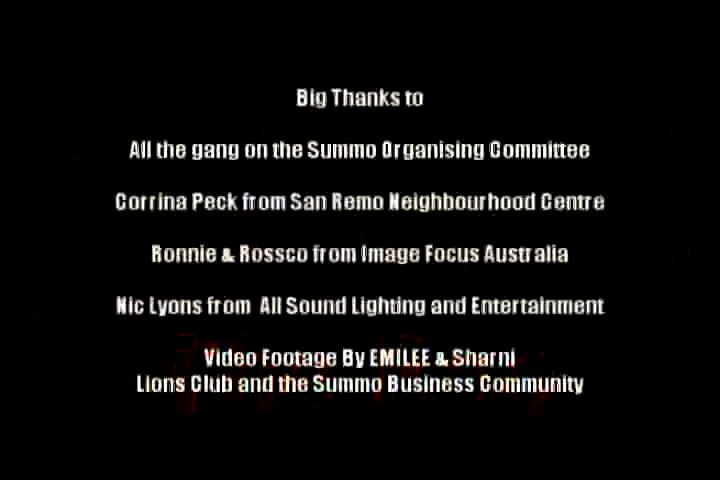 Big Thanks to
All the gang on the Summo Organising Committee
Corrina Peck from San Remo Neighbourhood Centre
Ronnie & Rossco from Image Focus Australia
Nic Lyons from All Sound Lighting and Entertainment
Video Footage By EMILEE & Sharni
Lions Club and the Summo Business Community